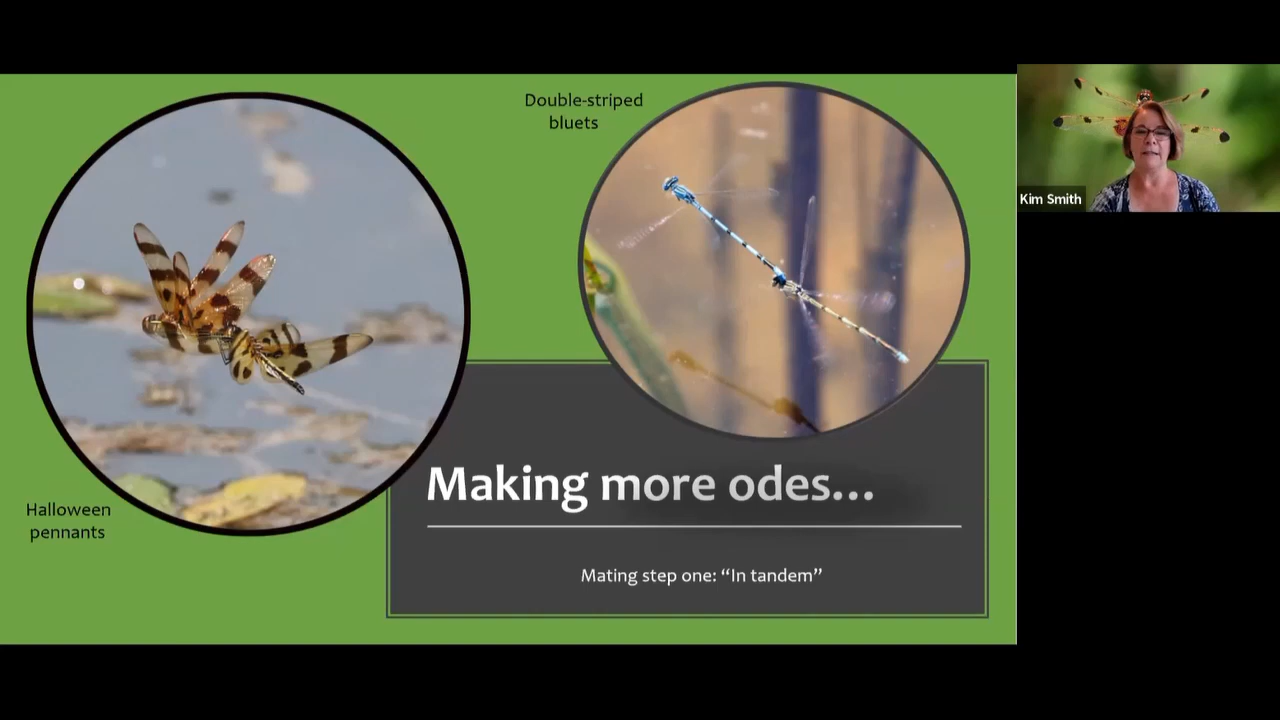 Double-striped
bluets
Kim Smith
Making more odes...
Halloween
pennants
Mating step one: “In tandem”